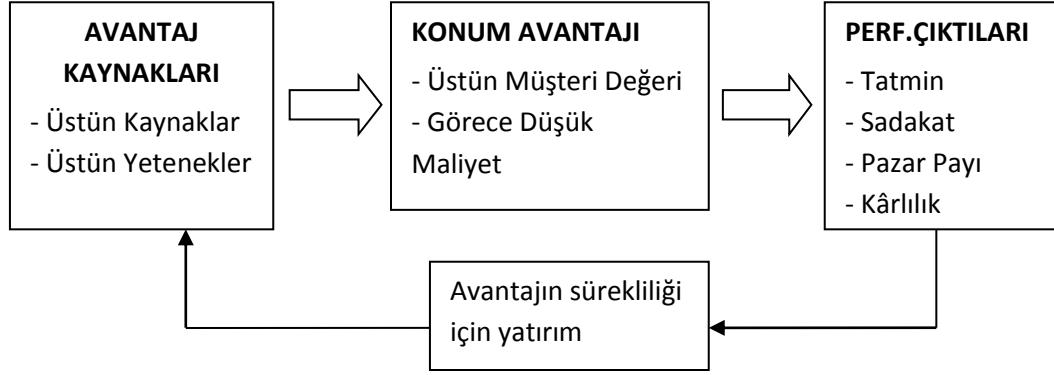 AVANTAJ
KAYNAKLARI
- Üstün Kaynaklar
- Üstün Yetenekler
KONUM AVANTAJI
- Üstün Müşteri Değeri
- Görece Düşük
Maliyet
PERF.ÇIKTILARI
- Tatmin
- Sadakat
- Pazar Payı
- Kârlılık
Avantajın sürekliliği
için yatırım